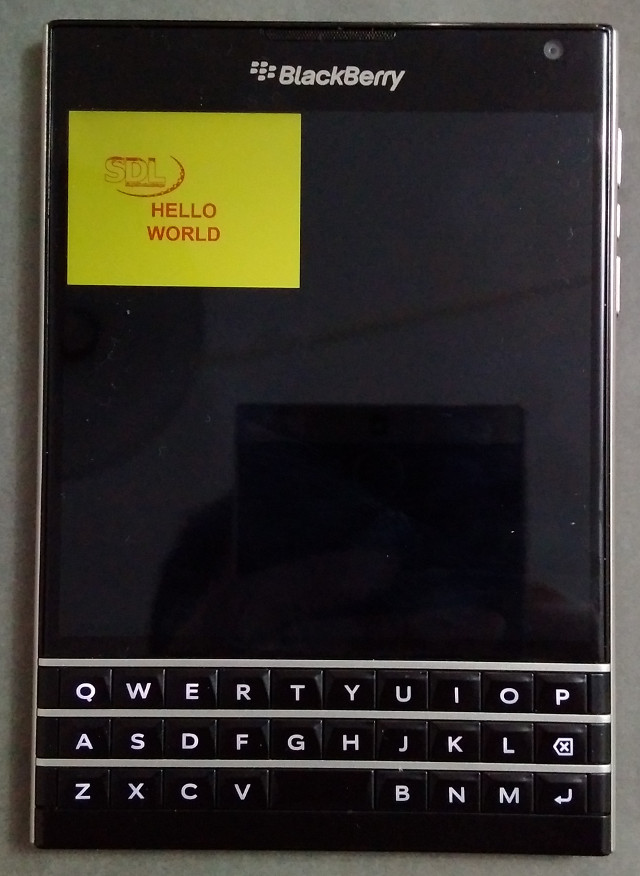 BlackBerry
SDL
HELLO
WORLD
Q W E R T Y U I O P
A S D F G H J K L
Z X C V B N M